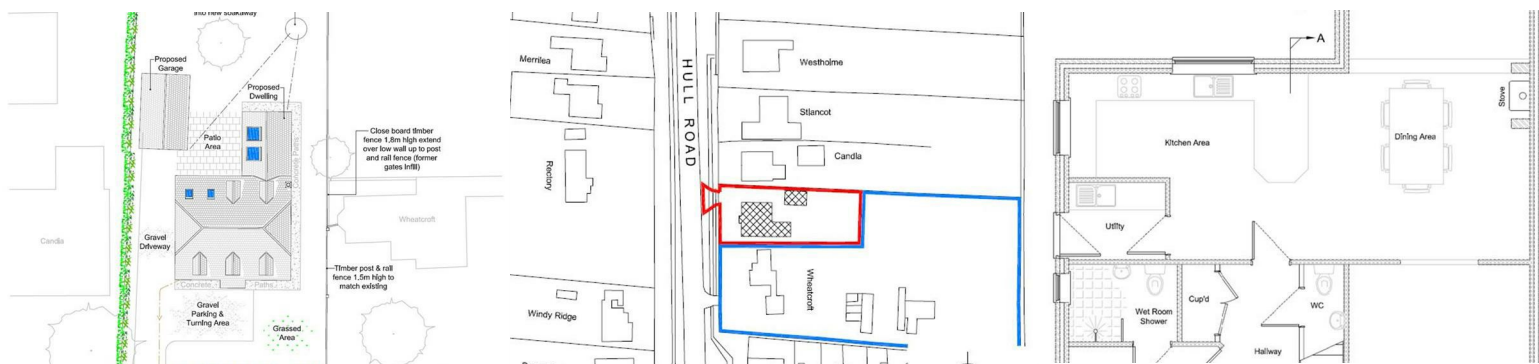 into new soakaway
Proposed
Garage
Proposed
Dwelling
Patio
Area
Concrete Paths
Close board timber
fence 1,8m high extend
over low wall up to post
and rail fence (former
gates infill)
Candla
Wheatcroft
Gravel
Driveway
Timber post & rail
fence 1,5m high to
match existing
Concrete
Paths
Gravel
Parking &
Turning Area
Grassed
Area
Merrilea
HULL ROAD
Westholme
Stlancot
Candla
Rectory
Wheatcroft
Windy Ridge
A
Kitchen Area
Dining Area
Stove
Utility
Wet Room
Shower
Cup'd
WC
Hallway